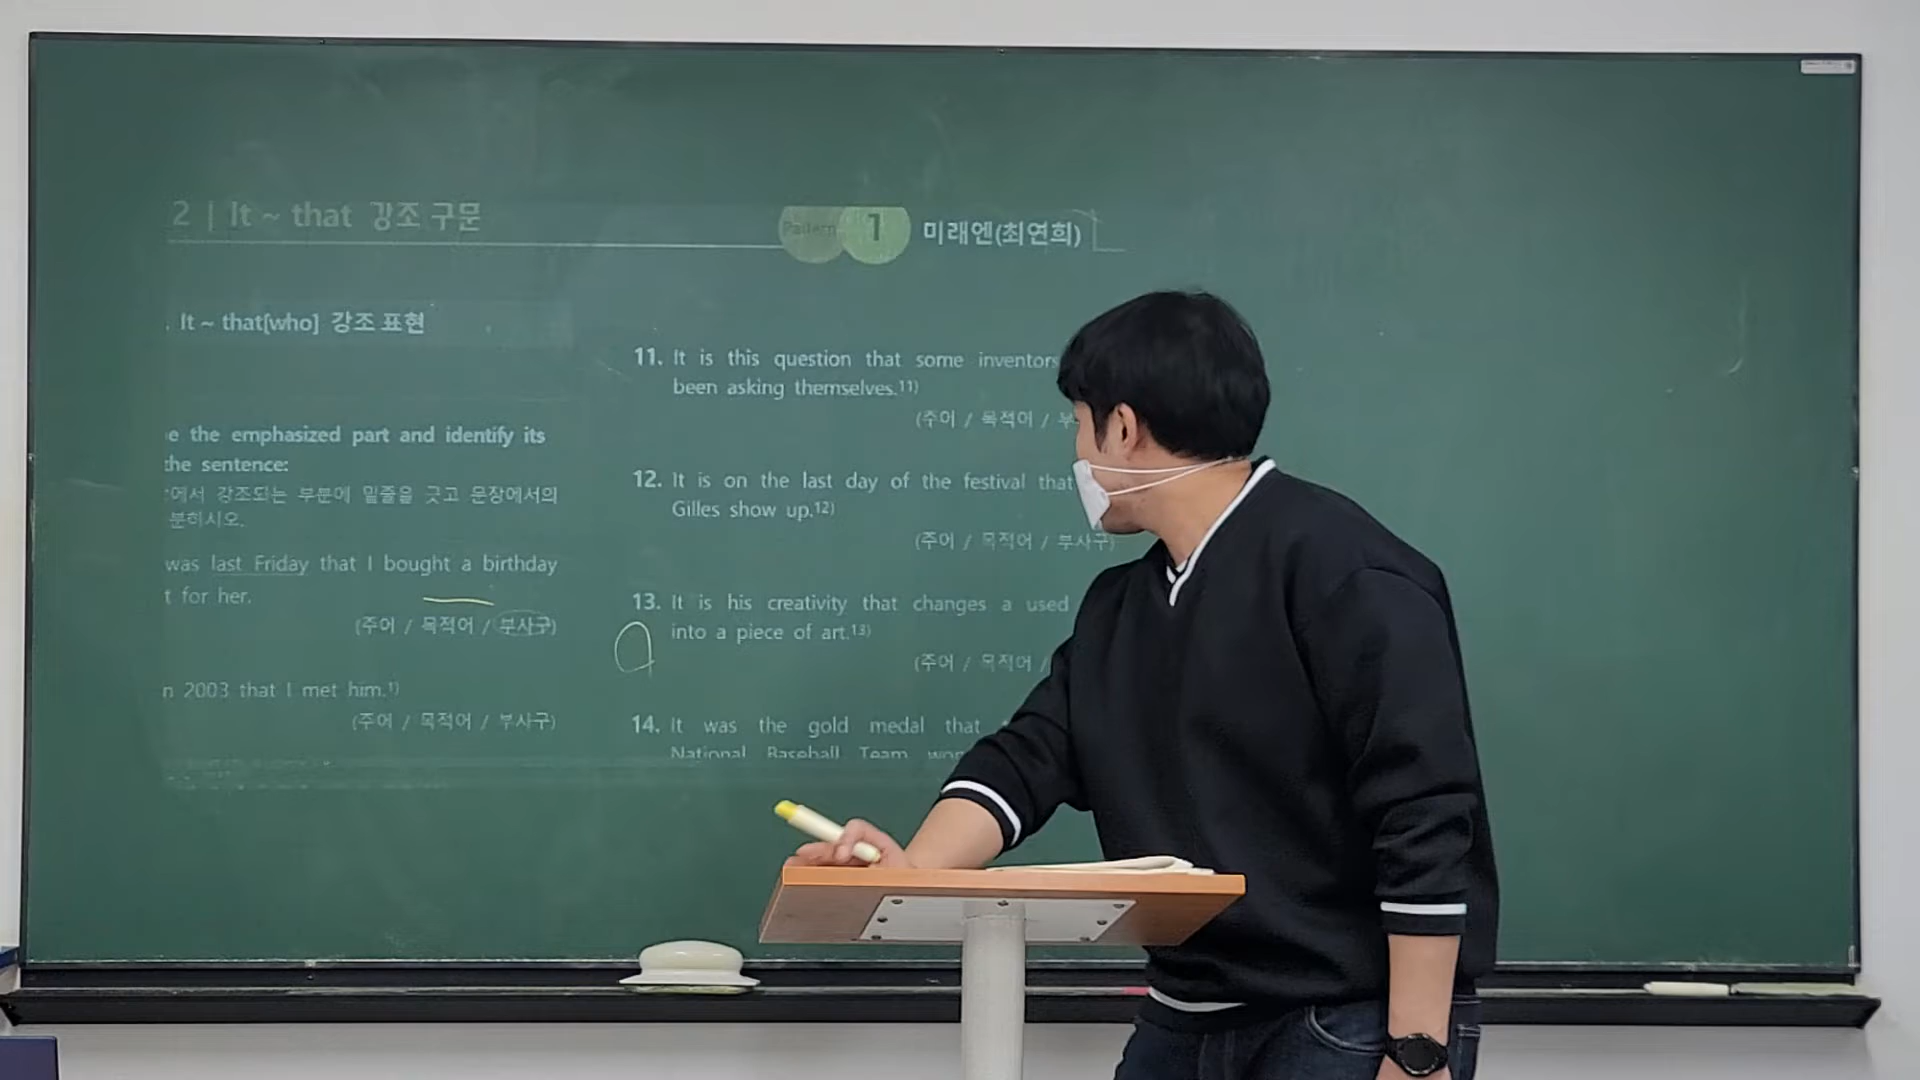 2 | It ~ that 강조 구문
Pattern 1 미래엔(최연희)
. It ~ that[who] 강조 표현
e the emphasized part and identify its
the sentence:
에서 강조되는 부분에 밑줄을 긋고 문장에서의
분하시오.
was last Friday that I bought a birthday
t for her.
(주어 / 목적어 / 부사구)
n 2003 that I met him.1)
(주어 / 목적어 / 부사구)
11. It is this question that some inventors
been asking themselves.11)
(주어 / 목적어 / 부
12. It is on the last day of the festival that
Gilles show up.12)
(주어 / 목적어 / 부사구)
13. It is his creativity that changes a used
into a piece of art.13)
(주어 / 목적어 /
14. It was the gold medal that
National Baseball Team won